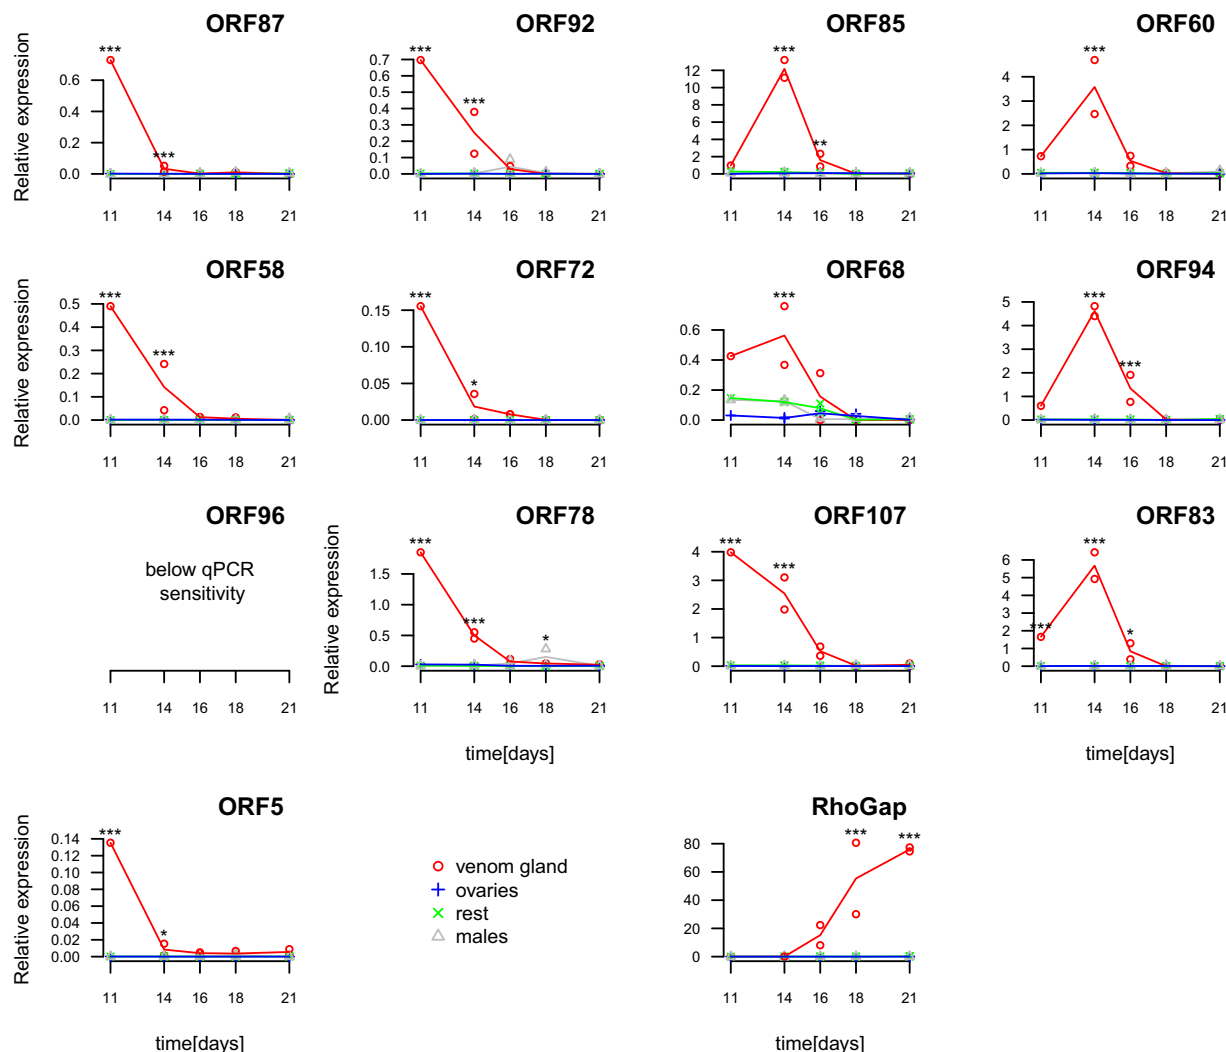 ORF87 ORF92 ORF85 ORF60
Relative expression
*** *** *** ***
0.6 0.4 0.2 0.0
***
11 14 16 18 21
0.7 0.6 0.5 0.4 0.3 0.2 0.1 0.0
***
11 14 16 18 21
12 10 8 6 4 2 0
**
11 14 16 18 21
4 3 2 1 0
11 14 16 18 21
ORF58 ORF72 ORF68 ORF94
Relative expression
*** *** *** ***
0.5 0.4 0.3 0.2 0.1 0.0
***
11 14 16 18 21
0.15 0.10 0.05 0.00
*
11 14 16 18 21
0.6 0.4 0.2 0.0
11 14 16 18 21
5 4 3 2 1 0
***
11 14 16 18 21
ORF96 ORF78 ORF107 ORF83
below qPCR
sensitivity
11 14 16 18 21
Relative expression
***
1.5 1.0 0.5 0.0
*** *
11 14 16 18 21
time[days]
***
4 3 2 1 0
***
11 14 16 18 21
***
6 5 4 3 2 1 0
*** *
11 14 16 18 21
ORF5 RhoGap
Relative expression
***
0.14 0.12 0.10 0.08 0.06 0.04 0.02 0.00
*
11 14 16 18 21
time[days]
venom gland
ovaries
rest
males
*** ***
80 60 40 20 0
11 14 16 18 21
time[days]